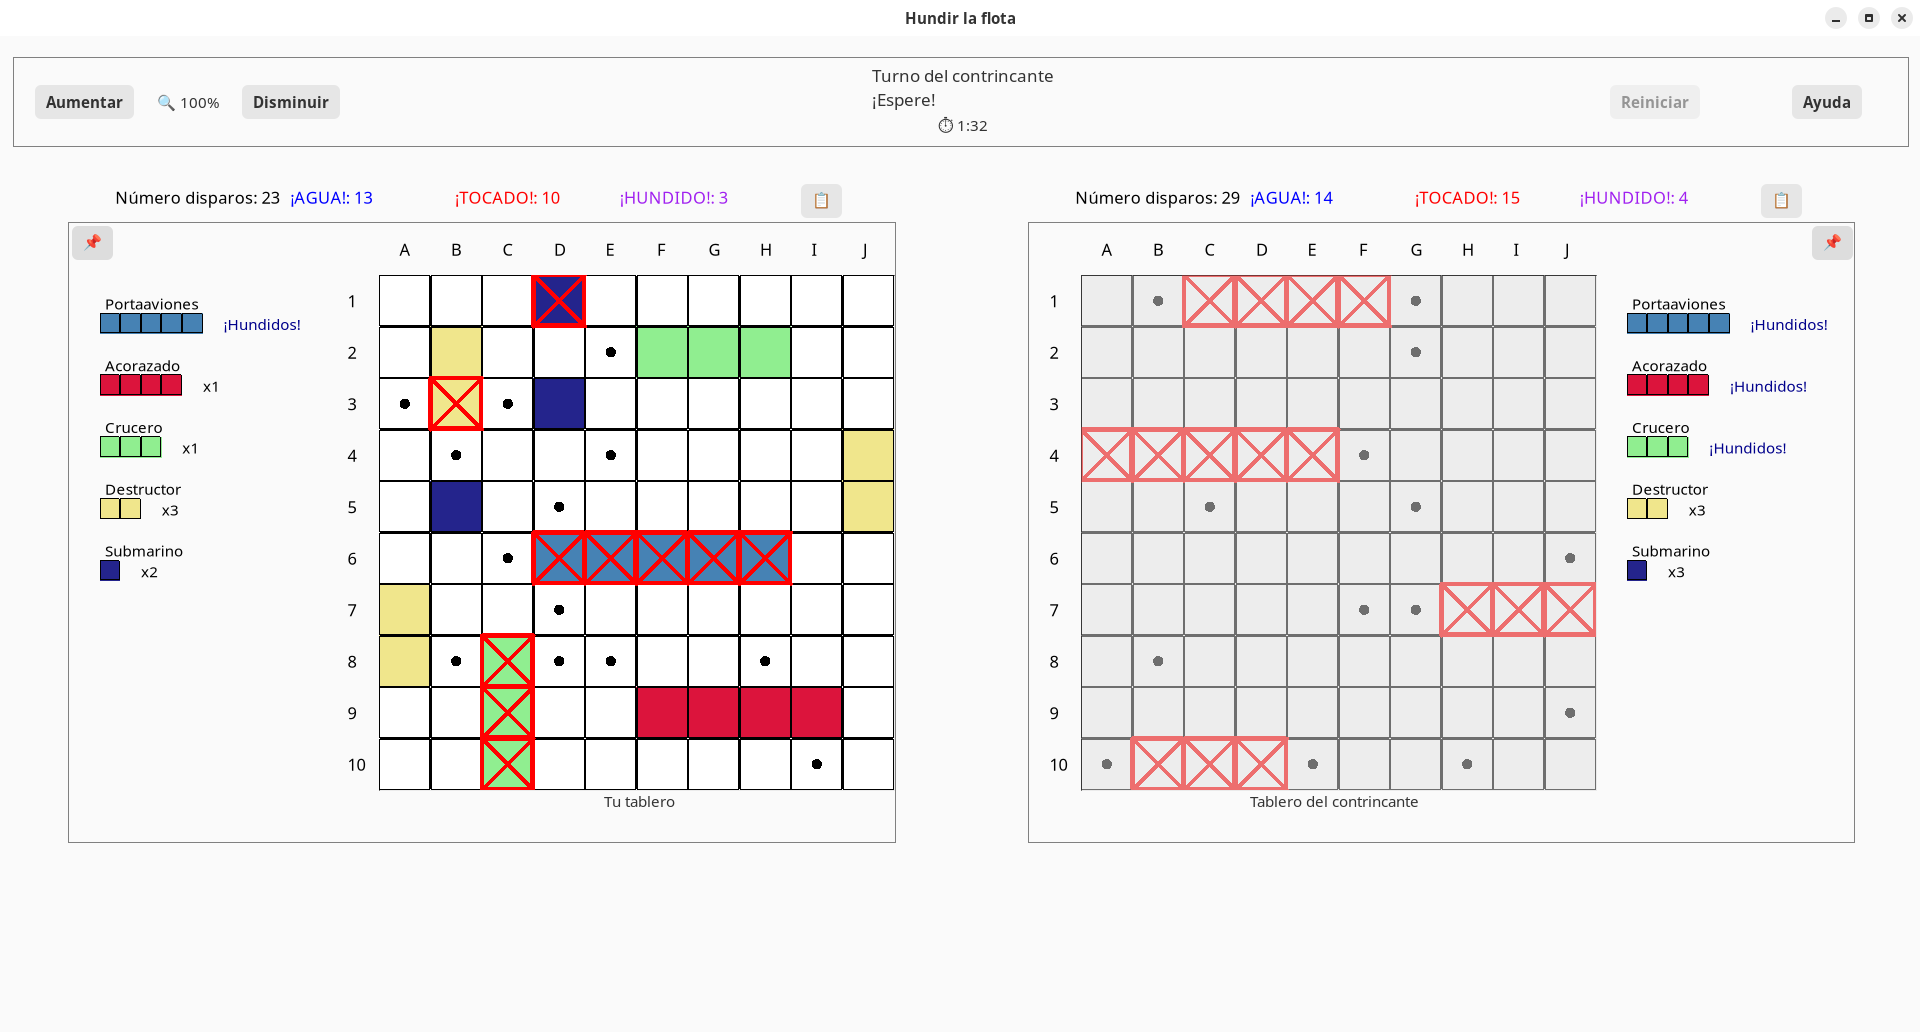 Hundir la flota
Aumentar 🔍 100% Disminuir
Turno del contrincante
¡Espere!
⏱ 1:32
Reiniciar Ayuda
Número disparos: 23 ¡AGUA!: 13 ¡TOCADO!: 10 ¡HUNDIDO!: 3
A B C D E F G H I J
1
2
3
4
5
6
7
8
9
10
Portaaviones
¡Hundidos!
Acorazado
x1
Crucero
x1
Destructor
x3
Submarino
x2
Tu tablero
Número disparos: 29 ¡AGUA!: 14 ¡TOCADO!: 15 ¡HUNDIDO!: 4
A B C D E F G H I J
1
2
3
4
5
6
7
8
9
10
Portaaviones
¡Hundidos!
Acorazado
¡Hundidos!
Crucero
¡Hundidos!
Destructor
x3
Submarino
x3
Tablero del contrincante